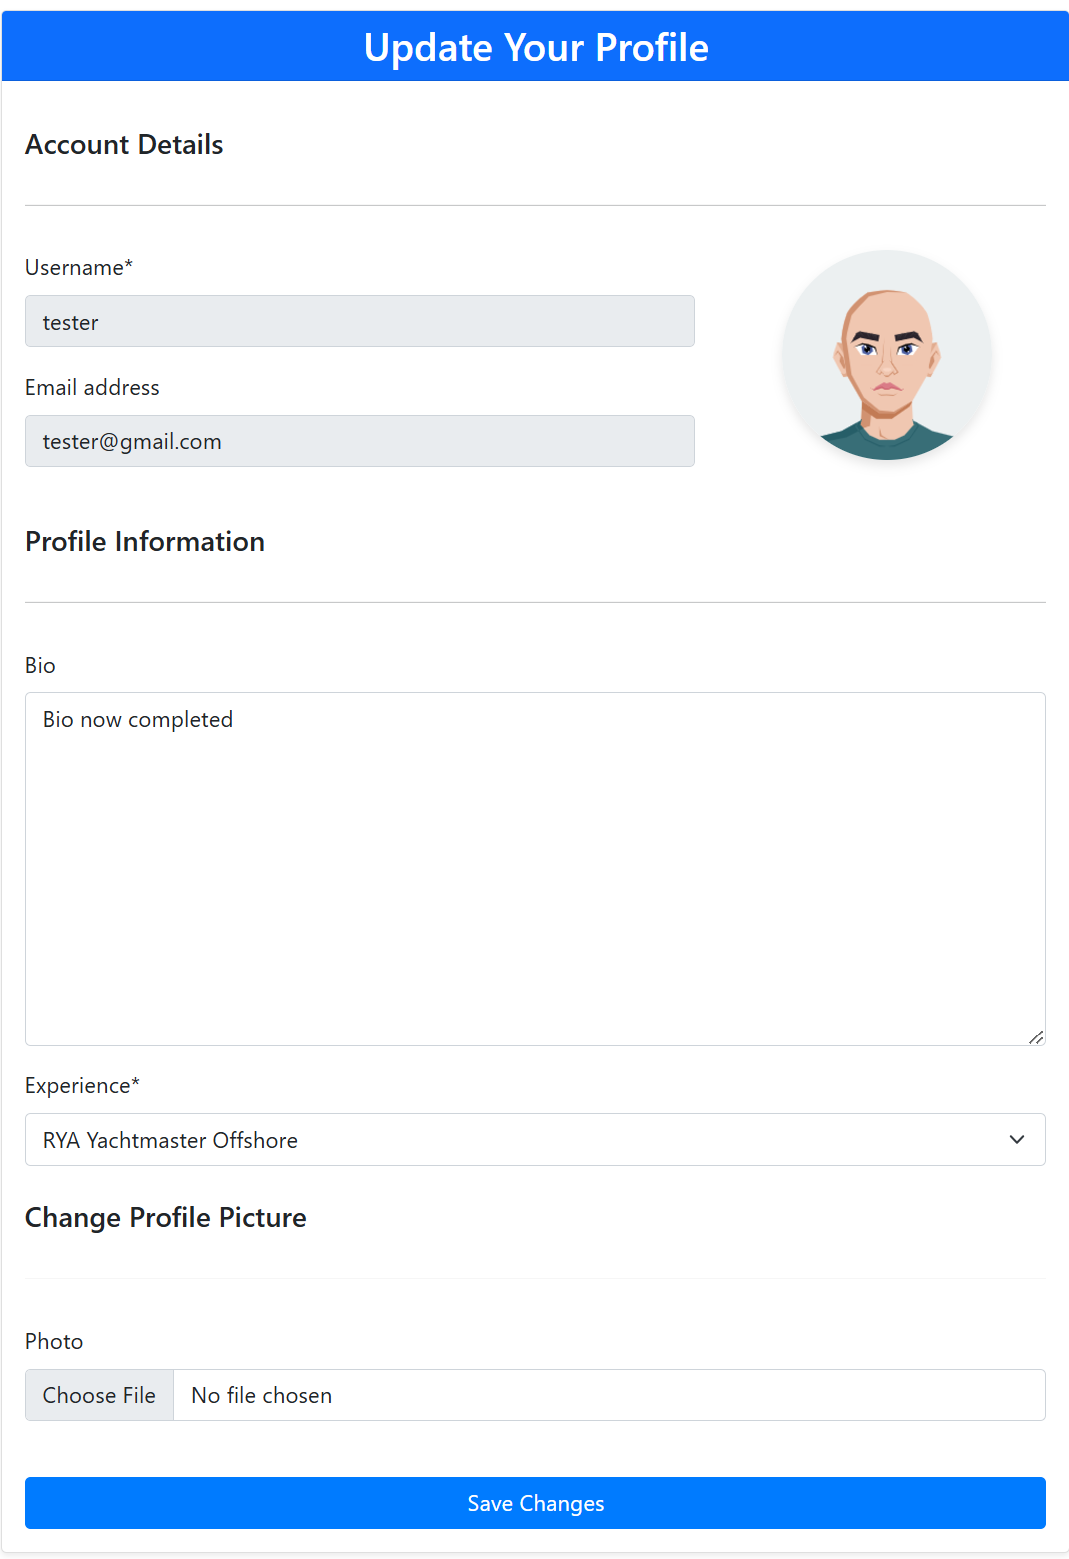 Update Your Profile
Account Details
Username*
tester
Email address
tester@gmail.com
Profile Information
Bio
Bio now completed
Experience*
RYA Yachtmaster Offshore
Change Profile Picture
Photo
Choose File No file chosen
Save Changes